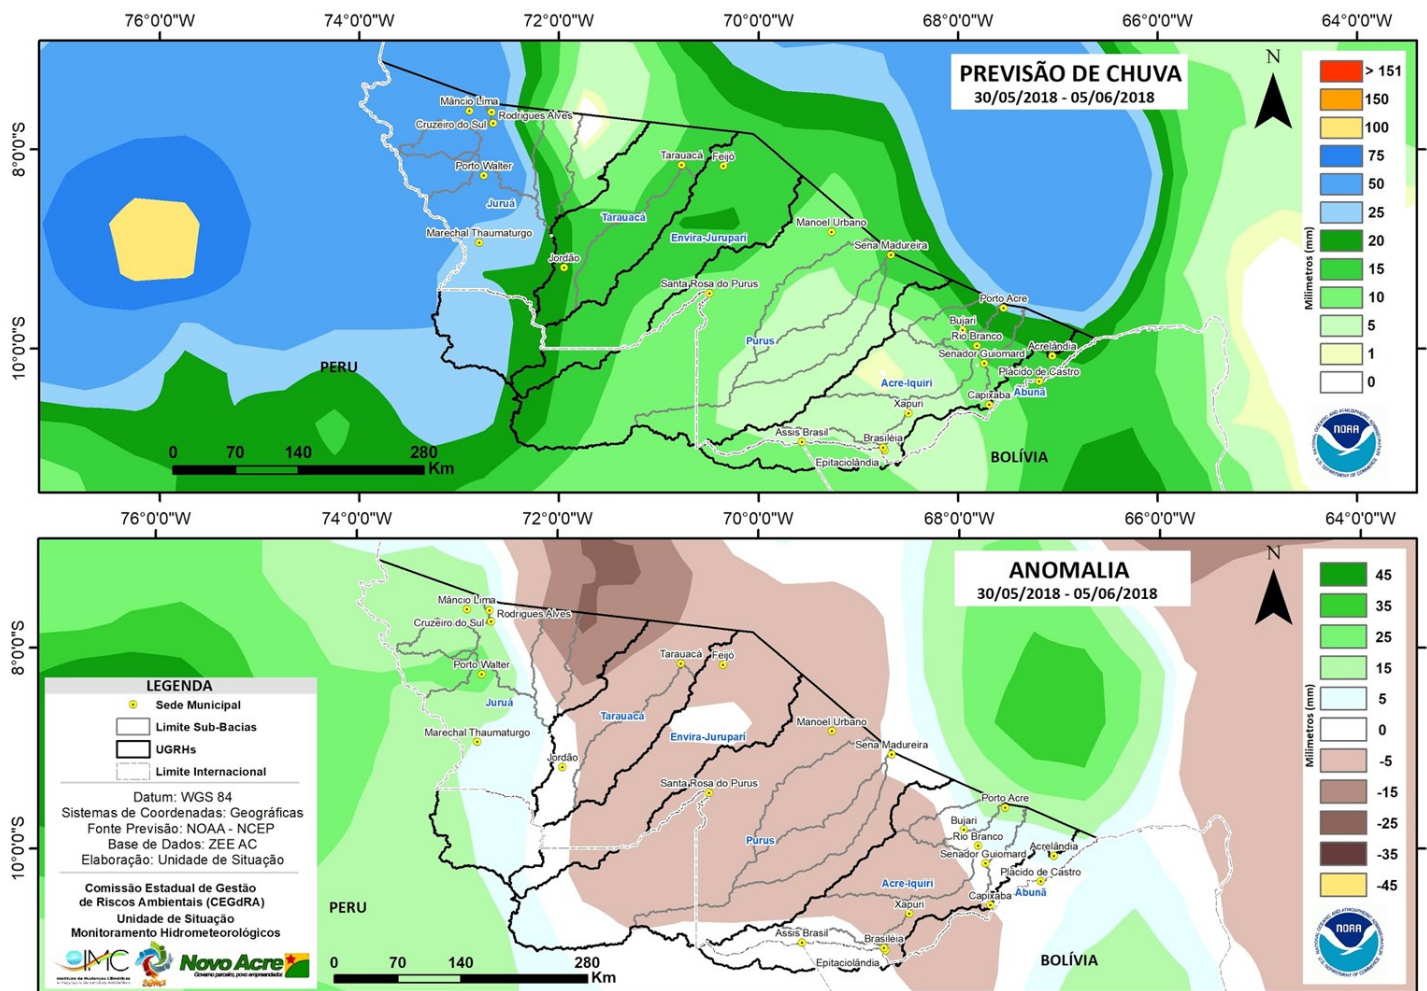 76°0'0"W 74°0'0"W 72°0'0"W 70°0'0"W 68°0'0"W 66°0'0"W 64°0'0"W
8°0'0"S
10°0'0"S
PREVISÃO DE CHUVA
30/05/2018 - 05/06/2018
N
> 151
150
100
75
50
25
20
15
10
5
1
0
Milímetros (mm)
NOAA
Mâncio Lima
Rodrigues Alves
Cruzeiro do Sul
Porto Walter
Juruá
Marechal Thaumaturgo
Jordão
Tarauacá
Feijó
Tarauacá
Envira-Juruparí
Manoel Urbano
Sena Madureira
Santa Rosa do Purus
Purus
Porto Acre
Bujari
Rio Branco
Senador Guiomard
Acrelândia
Plácido de Castro
Abunã
Acre-Iquiri
Capixaba
Xapuri
Assis Brasil
Brasiléia
Epitaciolândia
PERU
BOLÍVIA
0 70 140 280
Km
76°0'0"W 74°0'0"W 72°0'0"W 70°0'0"W 68°0'0"W 66°0'0"W 64°0'0"W
8°0'0"S
10°0'0"S
ANOMALIA
30/05/2018 - 05/06/2018
N
45
35
25
15
5
0
-5
-15
-25
-35
-45
Milímetros (mm)
NOAA
Mâncio Lima
Rodrigues Alves
Cruzeiro do Sul
Porto Walter
Juruá
Marechal Thaumaturgo
Jordão
Tarauacá
Feijó
Tarauacá
Envira-Juruparí
Manoel Urbano
Sena Madureira
Santa Rosa do Purus
Purus
Porto Acre
Bujari
Rio Branco
Senador Guiomard
Acrelândia
Plácido de Castro
Abunã
Acre-Iquiri
Capixaba
Xapuri
Assis Brasil
Brasiléia
Epitaciolândia
PERU
BOLÍVIA
0 70 140 280
Km
LEGENDA
Sede Municipal
Limite Sub-Bacias
UGRHs
Limite Internacional
Datum: WGS 84
Sistemas de Coordenadas: Geográficas
Fonte Previsão: NOAA - NCEP
Base de Dados: ZEE AC
Elaboração: Unidade de Situação
Comissão Estadual de Gestão
de Riscos Ambientais (CEGdRA)
Unidade de Situação
Monitoramento Hidrometeorológicos
IMC
Novo Acre
Governo parceiro, povo empreendedor